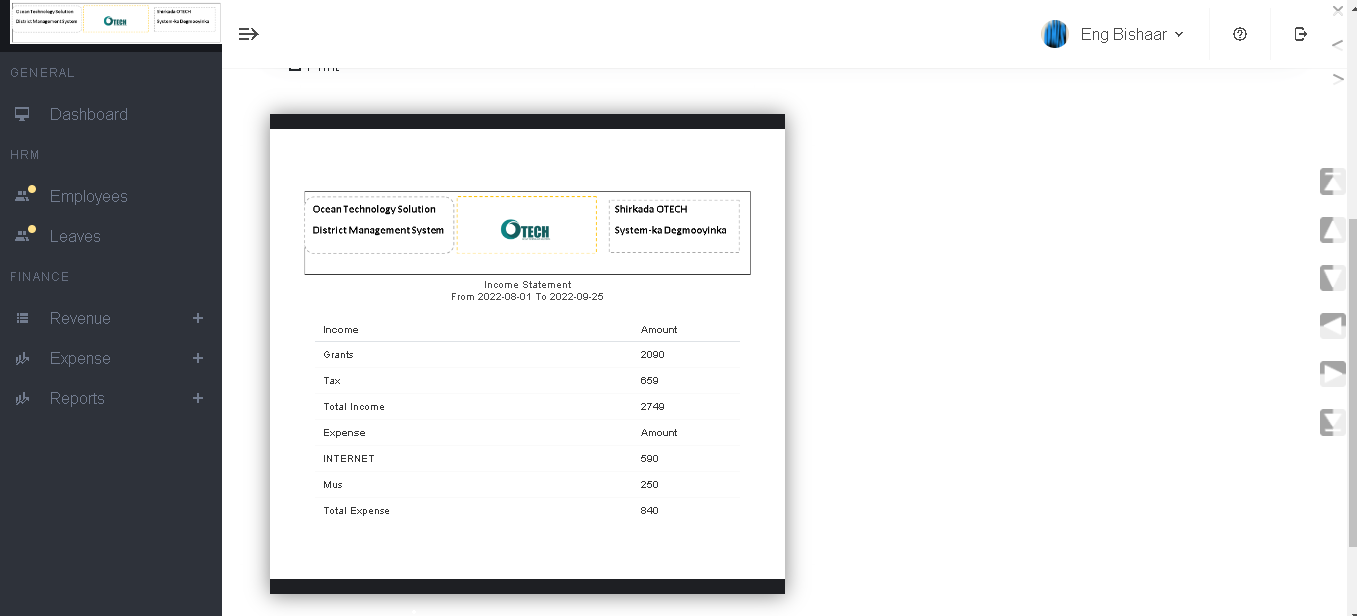 Ocean Technology Solution
District Management System
OTECH
Shirkada OTECH
System-ka Degmooyinka
Eng Bishaar
GENERAL
Dashboard
HRM
Employees
Leaves
FINANCE
Revenue +
Expense +
Reports +
Ocean Technology Solution
District Management System
OTECH
Shirkada OTECH
System-ka Degmooyinka
Income Statement
From 2022-08-01 To 2022-09-25
Income Amount
Grants 2090
Tax 659
Total Income 2749
Expense Amount
INTERNET 590
Mus 250
Total Expense 840